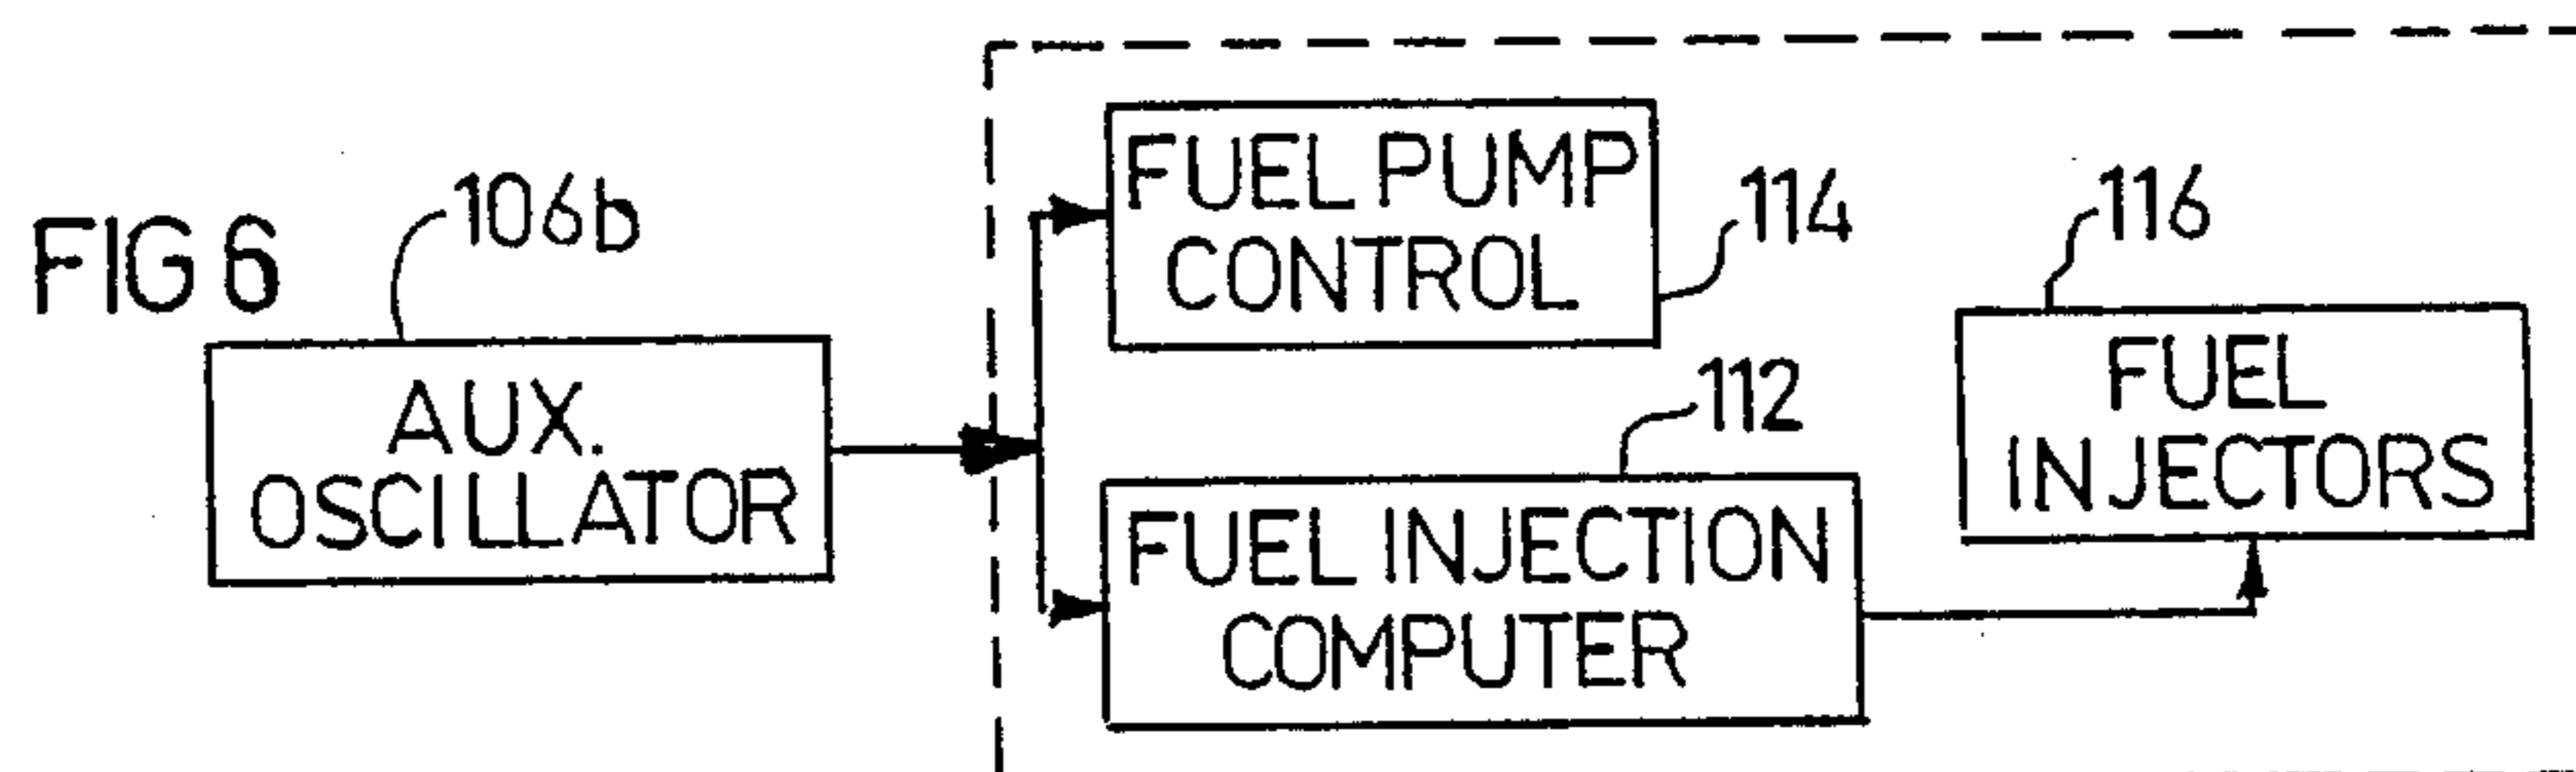 FIG 6
106b
AUX.
OSCILLATOR
FUEL PUMP
CONTROL
114
112
FUEL INJECTION
COMPUTER
116
FUEL
INJECTORS